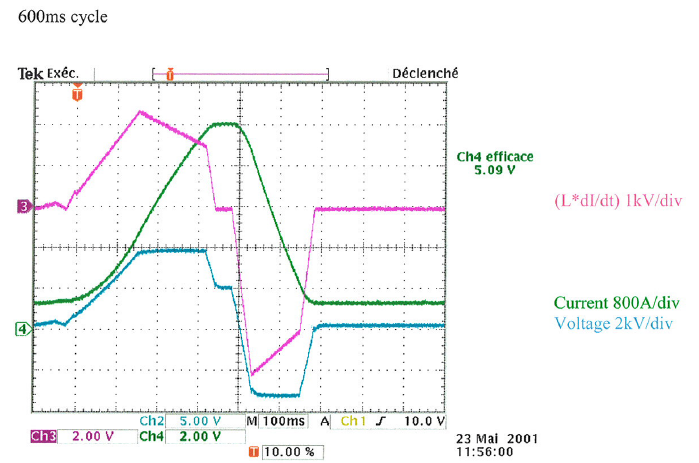 600ms cycle
Tek Exéc.
Déclenché
T
T
Ch4 efficace
5.09 V
3
(L*dI/dt) 1kV/div
Current 800A/div
Voltage 2kV/div
4
Ch2 5.00 V M 100ms A Ch1 10.0 V
Ch3 2.00 V Ch4 2.00 V
T 10.00 %
23 Mai 2001
11:56:00